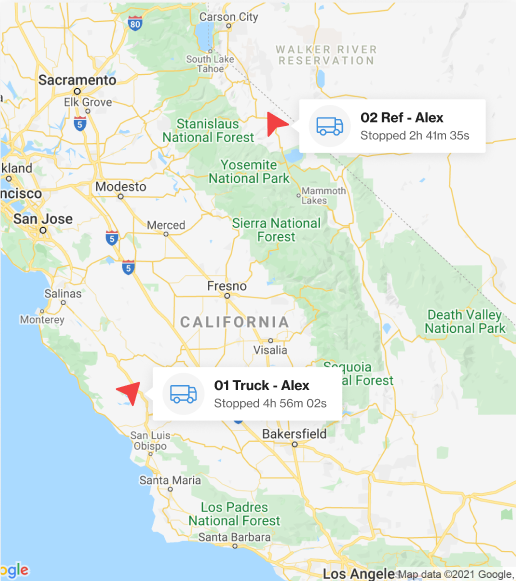 80
Carson City
South Lake
Tahoe
WALKER RIVER
RESERVATION
Sacramento
Elk Grove
5
Stanislaus
National Forest
02 Ref - Alex
Stopped 2h 41m 35s
kland
ncisco
Yosemite
National Park
Modesto
Mammoth
Lakes
San Jose
Merced
Sierra National
Forest
5
5
Salinas
Monterey
Fresno
CALIFORNIA
Death Valley
National Park
Visalia
Sequoia
al Forest
01 Truck - Alex
Stopped 4h 56m 02s
San Luis
Obispo
Bakersfield
Santa Maria
Los Padres
National Forest
Santa Barbara
gle
Los Angele
Map data ©2021 Google